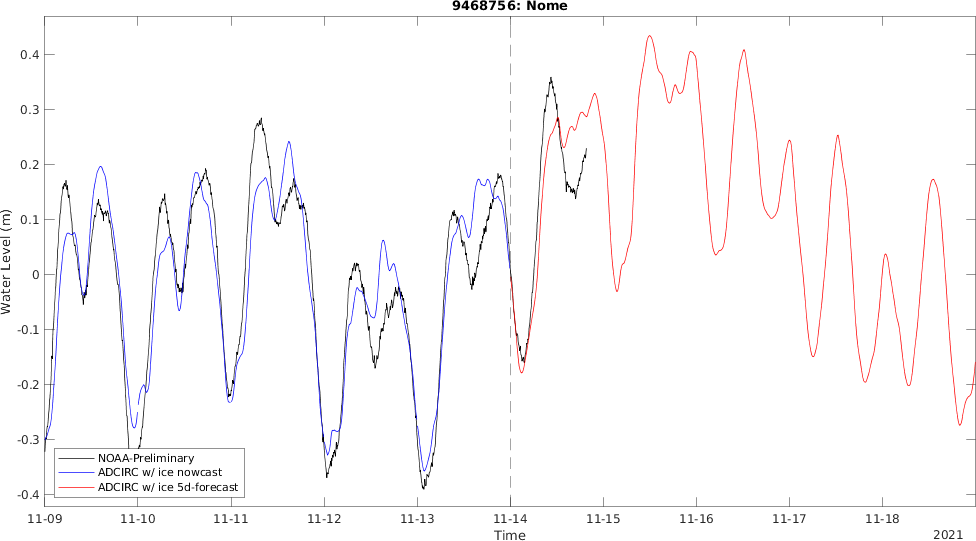 9468756: Nome
0.4
0.3
0.2
0.1
0
-0.1
-0.2
-0.3
-0.4
Water Level (m)
NOAA-Preliminary
ADCIRC w/ ice nowcast
ADCIRC w/ ice 5d-forecast
11-09 11-10 11-11 11-12 11-13 11-14 11-15 11-16 11-17 11-18
Time
2021